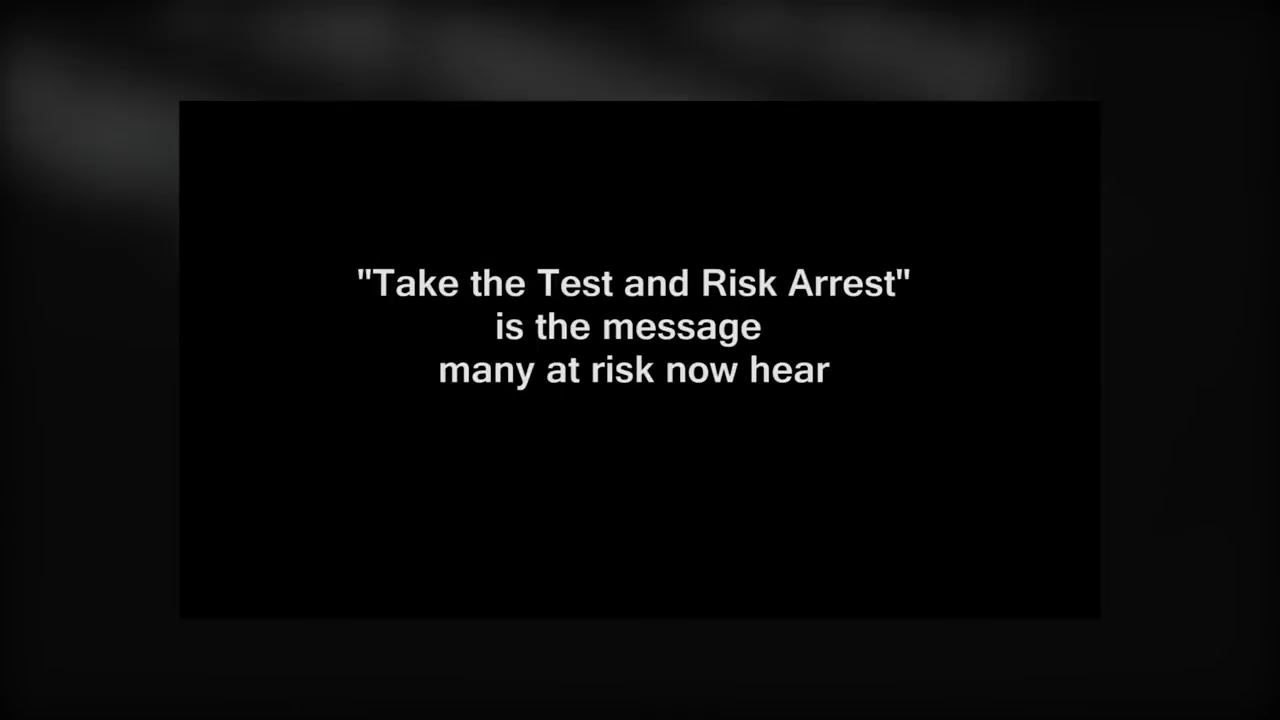 "Take the Test and Risk Arrest"
is the message
many at risk now hear